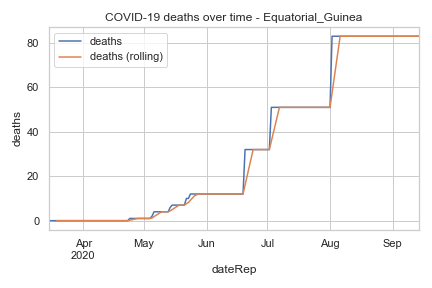 COVID-19 deaths over time - Equatorial_Guinea
deaths
deaths (rolling)
80
60
40
20
0
deaths
Apr
2020
May
Jun
Jul
Aug
Sep
dateRep